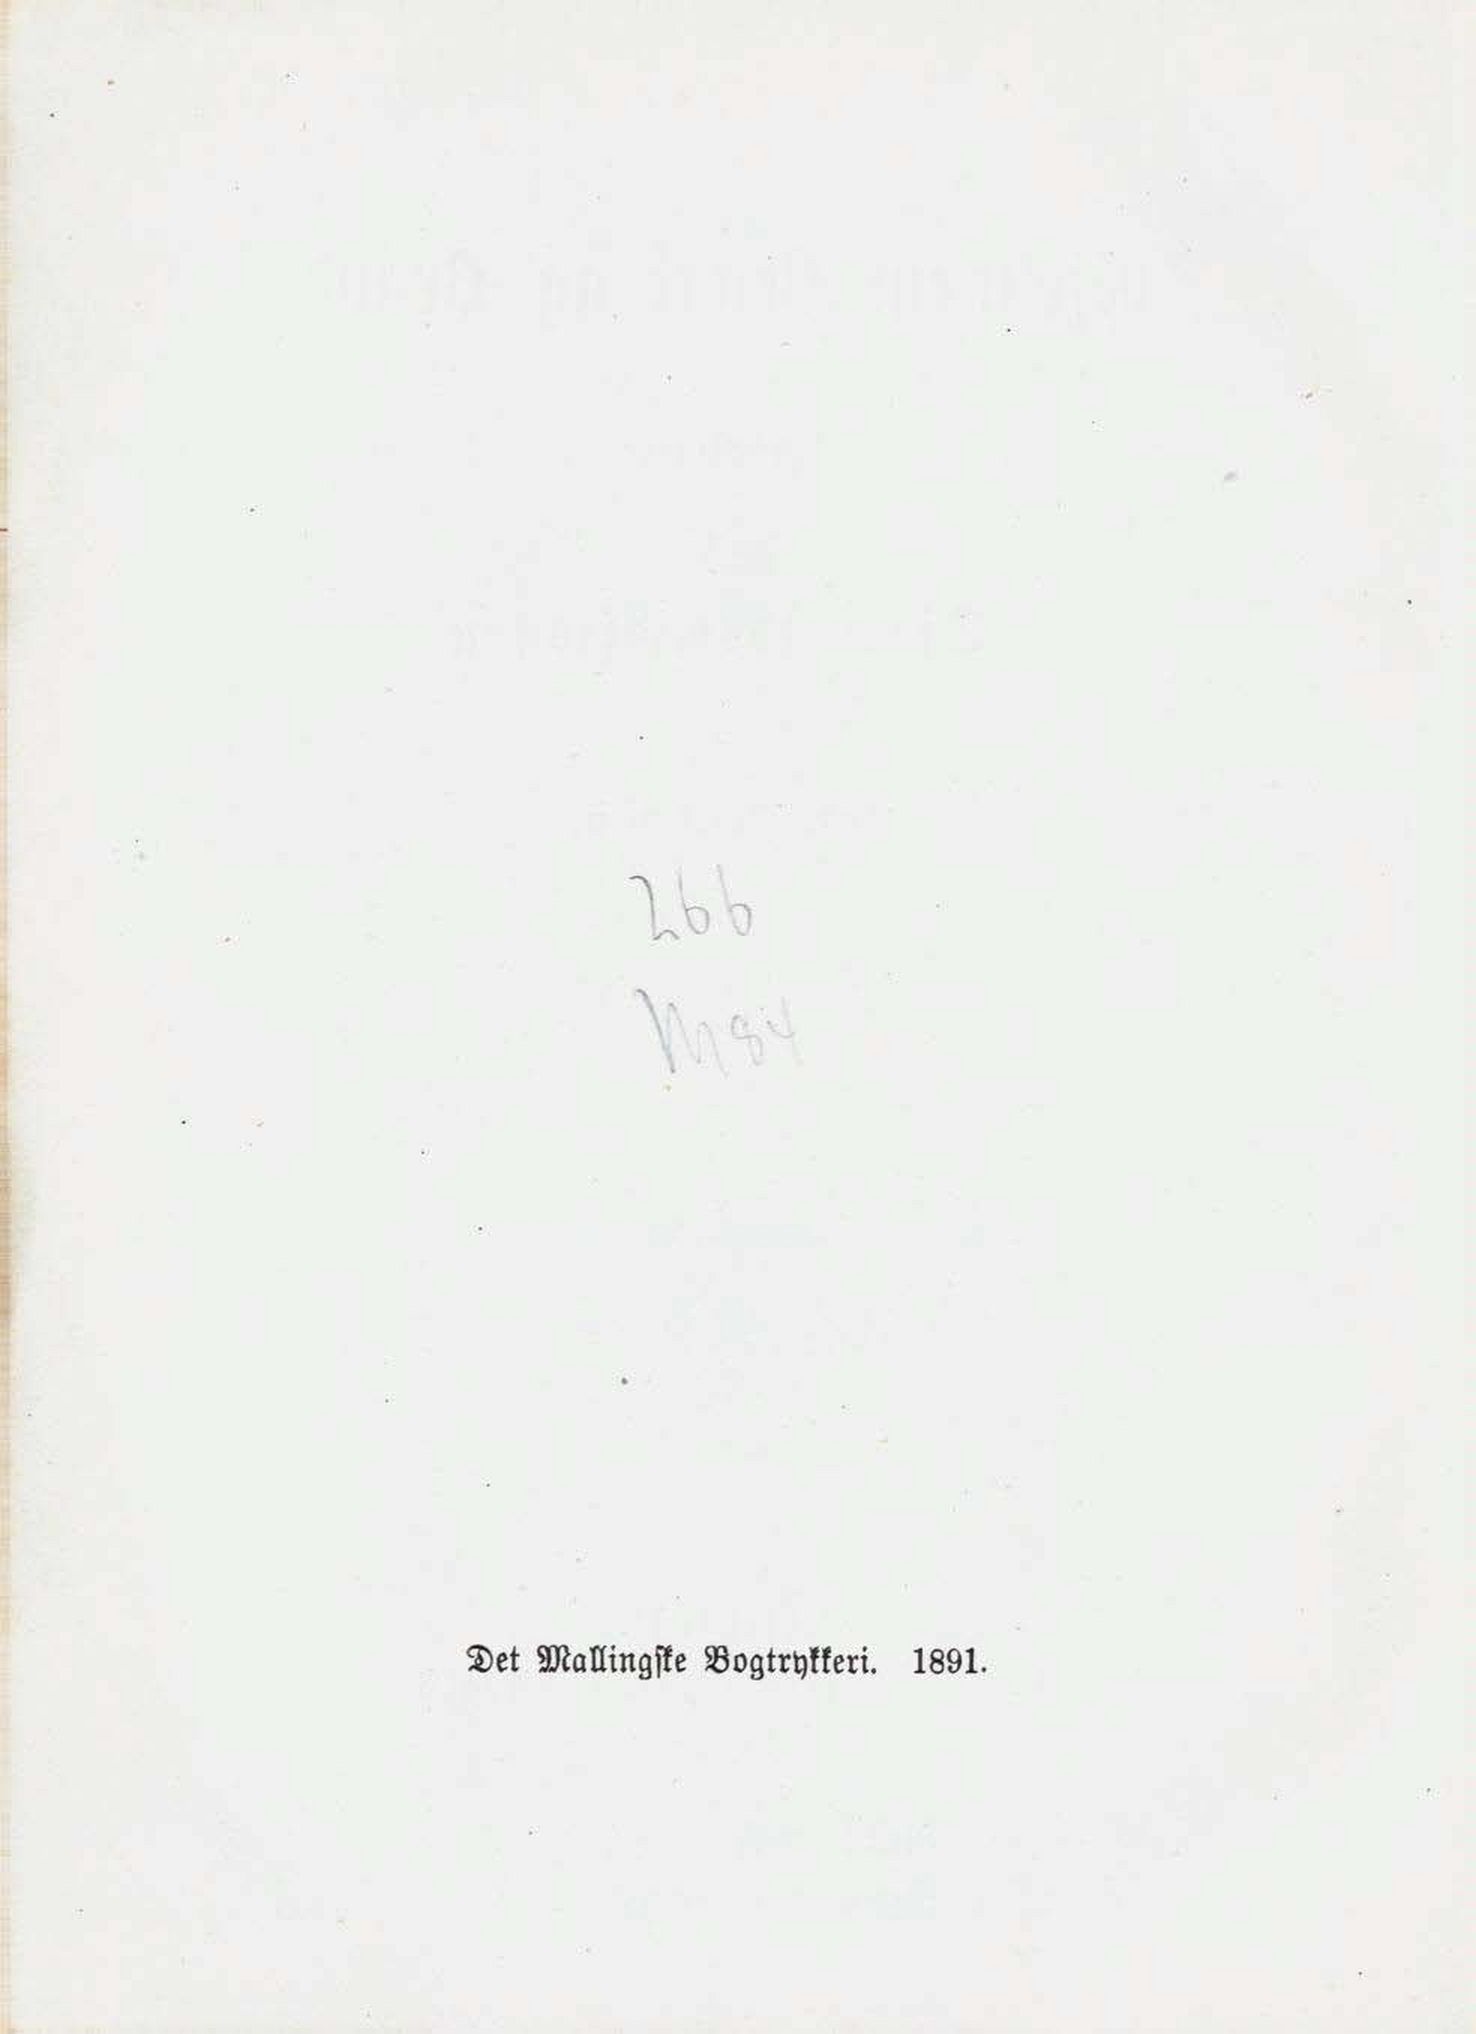 266
M84
Det Mallingske Bogtrykkeri. 1891.